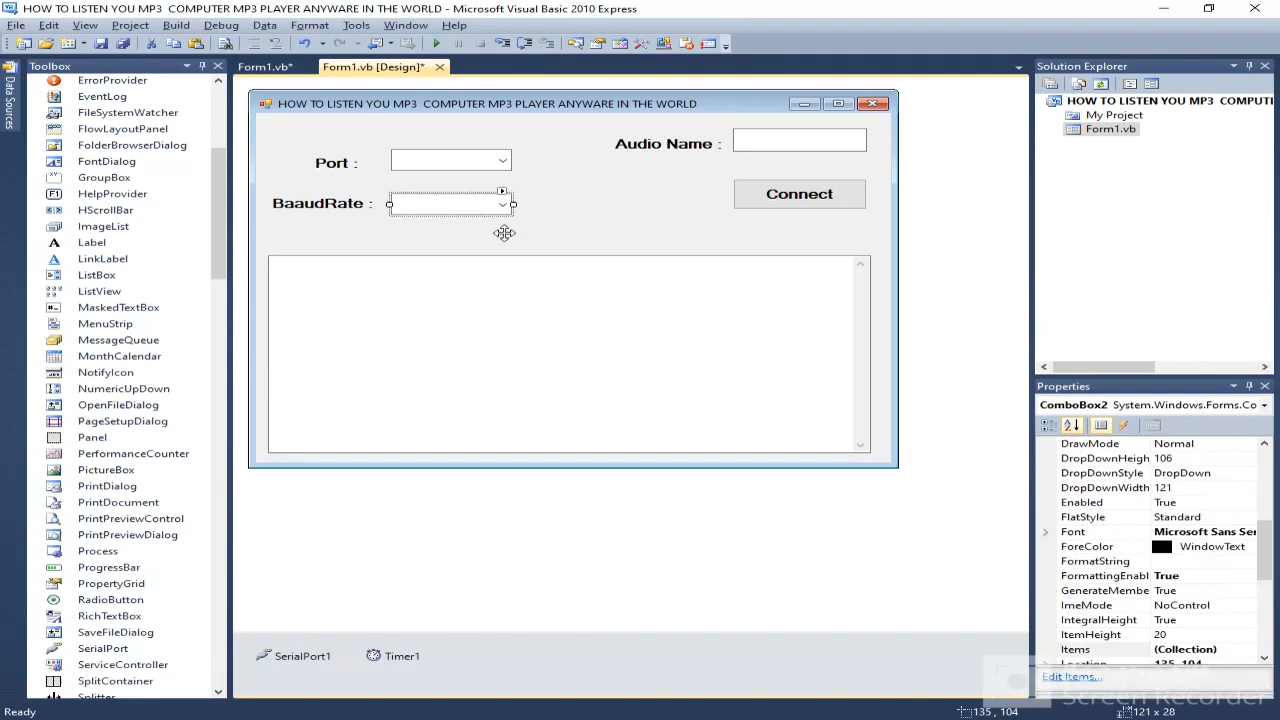 HOW TO LISTEN YOU MP3  COMPUTER MP3 PLAYER ANYWARE IN THE WORLD - Microsoft Visual Basic 2010 Express
File Edit View Project Build Debug Data Format Tools Window Help
Data Sources
Toolbox
ErrorProvider
EventLog
FileSystemWatcher
FlowLayoutPanel
FolderBrowserDialog
FontDialog
GroupBox
HelpProvider
HScrollBar
ImageList
Label
LinkLabel
ListBox
ListView
MaskedTextBox
MenuStrip
MessageQueue
MonthCalendar
NotifyIcon
NumericUpDown
OpenFileDialog
PageSetupDialog
Panel
PerformanceCounter
PictureBox
PrintDialog
PrintDocument
PrintPreviewControl
PrintPreviewDialog
Process
ProgressBar
PropertyGrid
RadioButton
RichTextBox
SaveFileDialog
SerialPort
ServiceController
SplitContainer
Splitter
Form1.vb* Form1.vb [Design]*
HOW TO LISTEN YOU MP3  COMPUTER MP3 PLAYER ANYWARE IN THE WORLD
Audio Name :
Port :
Connect
BaaudRate :
SerialPort1 Timer1
Solution Explorer
HOW TO LISTEN YOU MP3  COMPUTI
My Project
Form1.vb
Properties
ComboBox2 System.Windows.Forms.Co
DrawMode Normal
DropDownHeigh 106
DropDownStyle DropDown
DropDownWidth 121
Enabled True
FlatStyle Standard
Font Microsoft Sans Ser
ForeColor WindowText
FormatString
FormattingEnabl True
GenerateMembe True
ImeMode NoControl
IntegralHeight True
ItemHeight 20
Items (Collection)
Location 135, 104
Edit Items...
Screen Recorder
Ready 135, 104 121 x 28